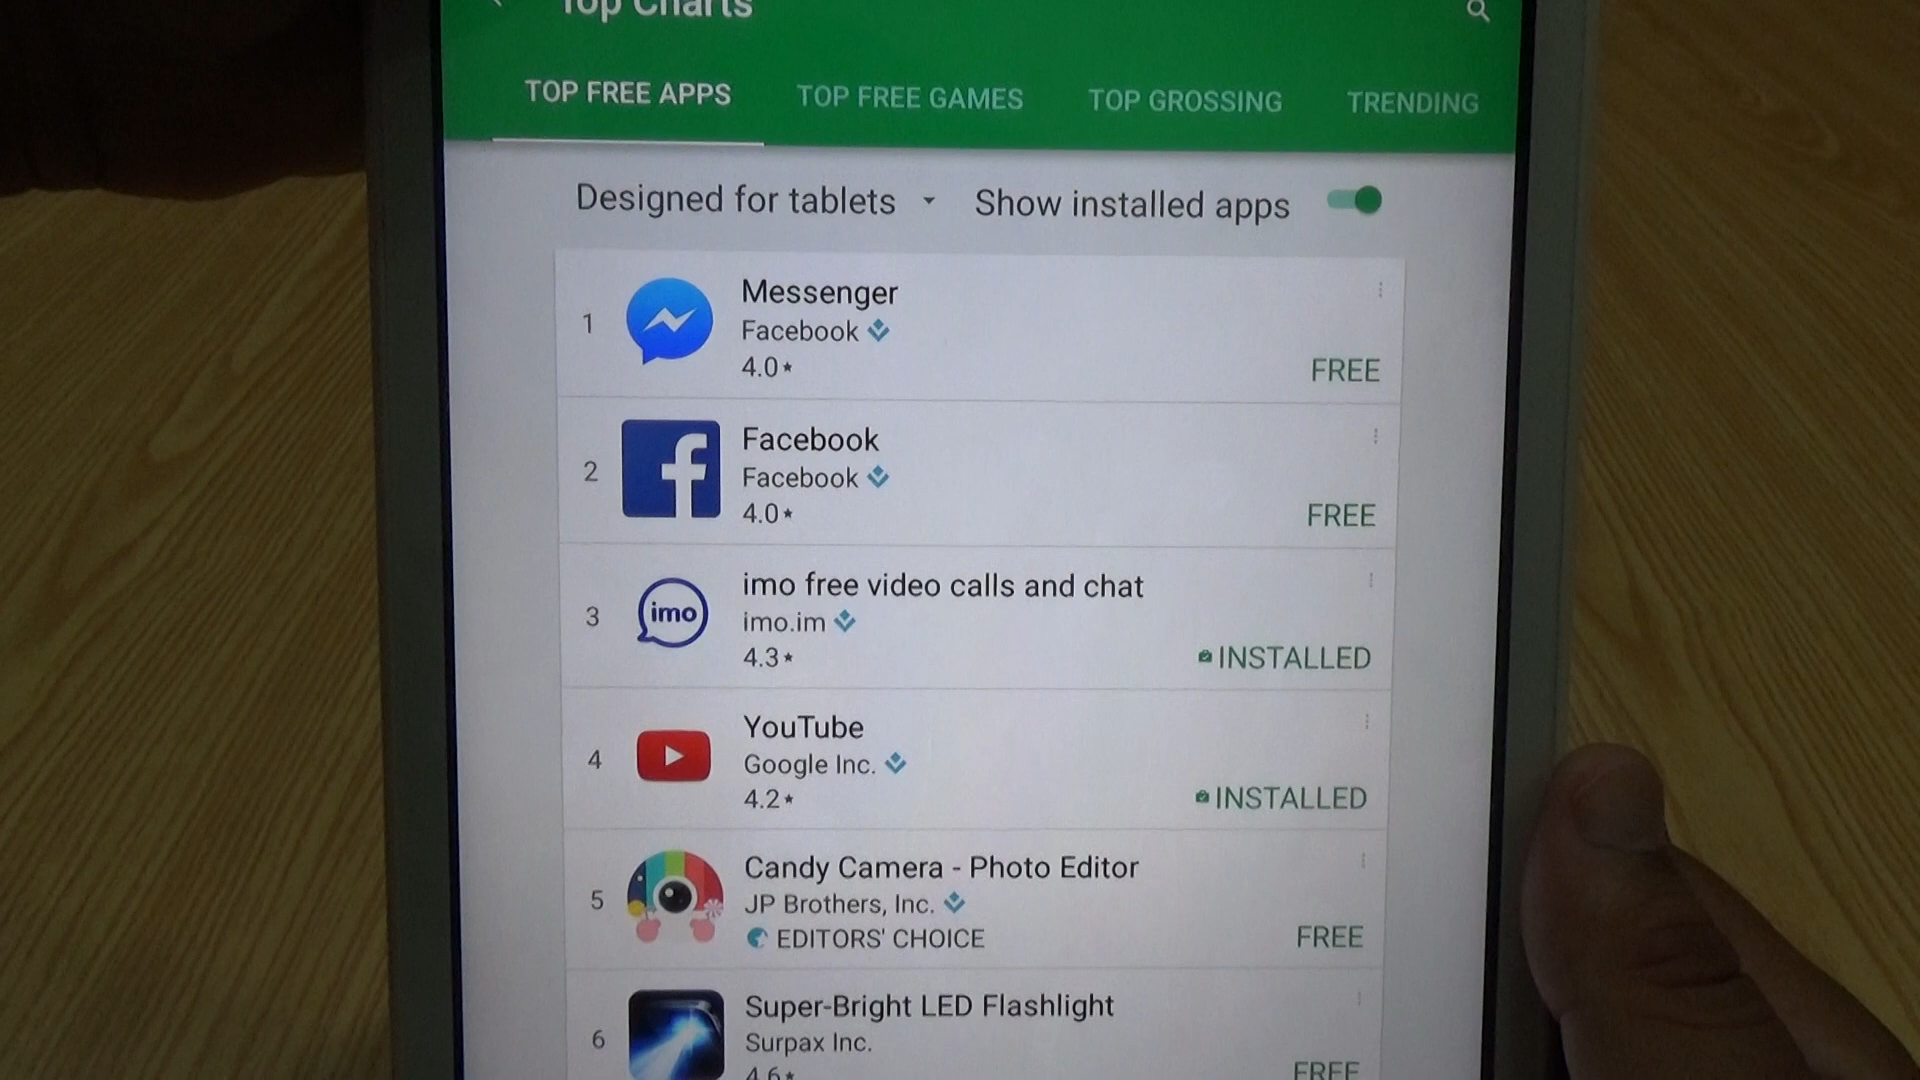 Top Charts
TOP FREE APPS TOP FREE GAMES TOP GROSSING TRENDING
Designed for tablets Show installed apps
1 Messenger
Facebook
4.0★
FREE
2 Facebook
Facebook
4.0★
FREE
3 imo imo free video calls and chat
imo.im
4.3★
INSTALLED
4 YouTube
Google Inc.
4.2★
INSTALLED
5 Candy Camera - Photo Editor
JP Brothers, Inc.
EDITORS' CHOICE
FREE
6 Super-Bright LED Flashlight
Surpax Inc.
4.6★
FREE